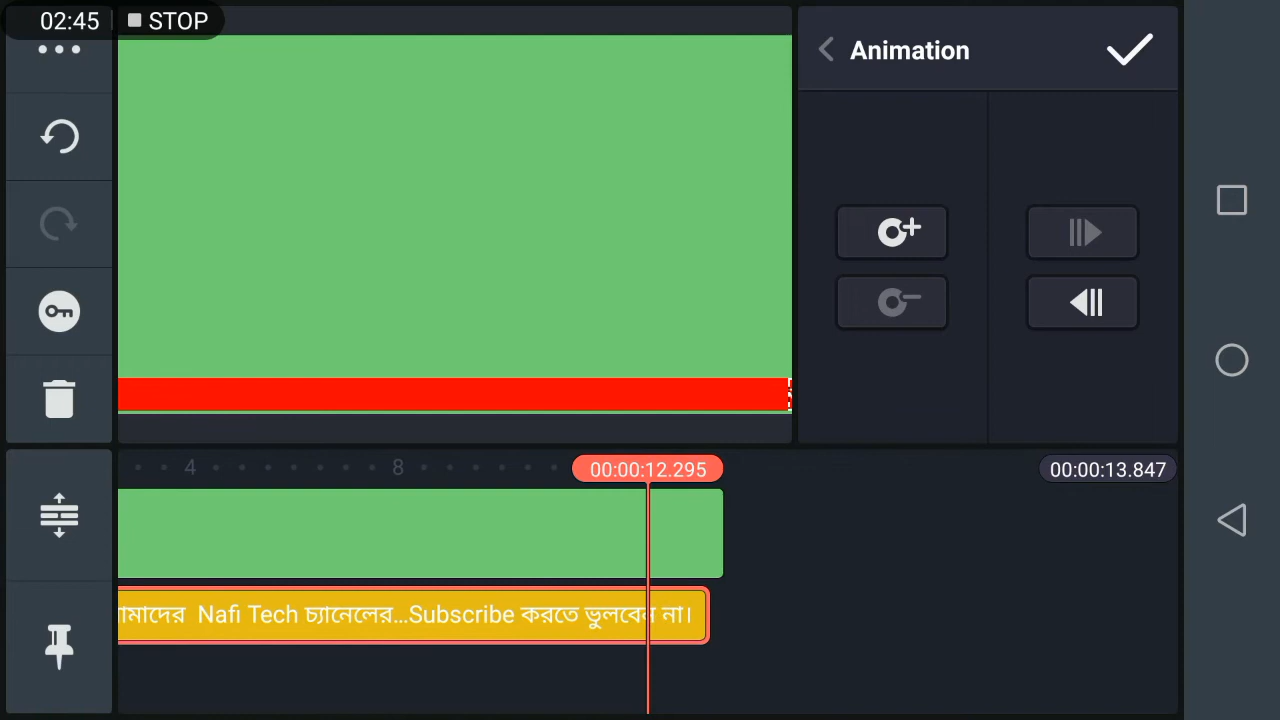 02:45 STOP
Animation
4 8 00:00:12.295 00:00:13.847
Nafi Tech চ্যানেলের...Subscribe করতে ভুলবেন না।